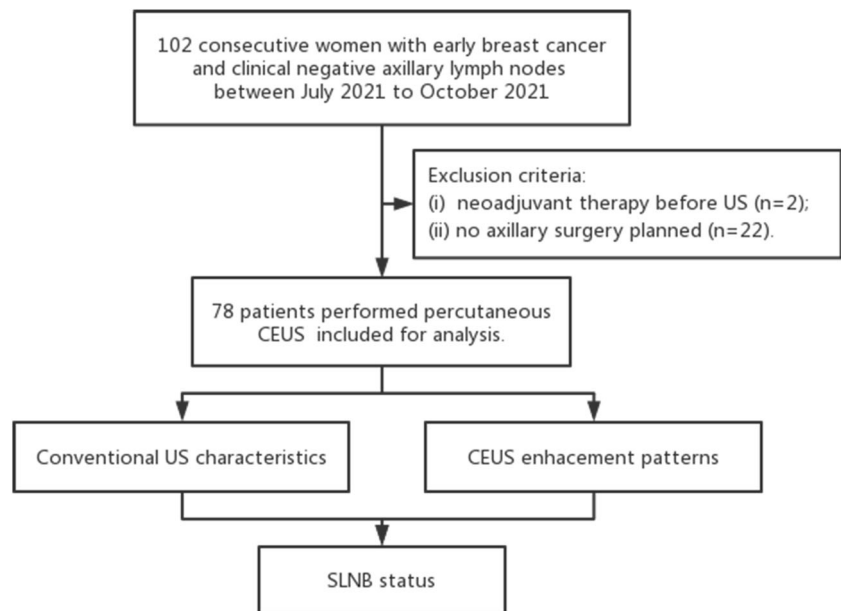 102 consecutive women with early breast cancer
and clinical negative axillary lymph nodes
between July 2021 to October 2021
Exclusion criteria:
(i) neoadjuvant therapy before US (n=2);
(ii) no axillary surgery planned (n=22).
78 patients performed percutaneous
CEUS included for analysis.
Conventional US characteristics
CEUS enhacement patterns
SLNB status